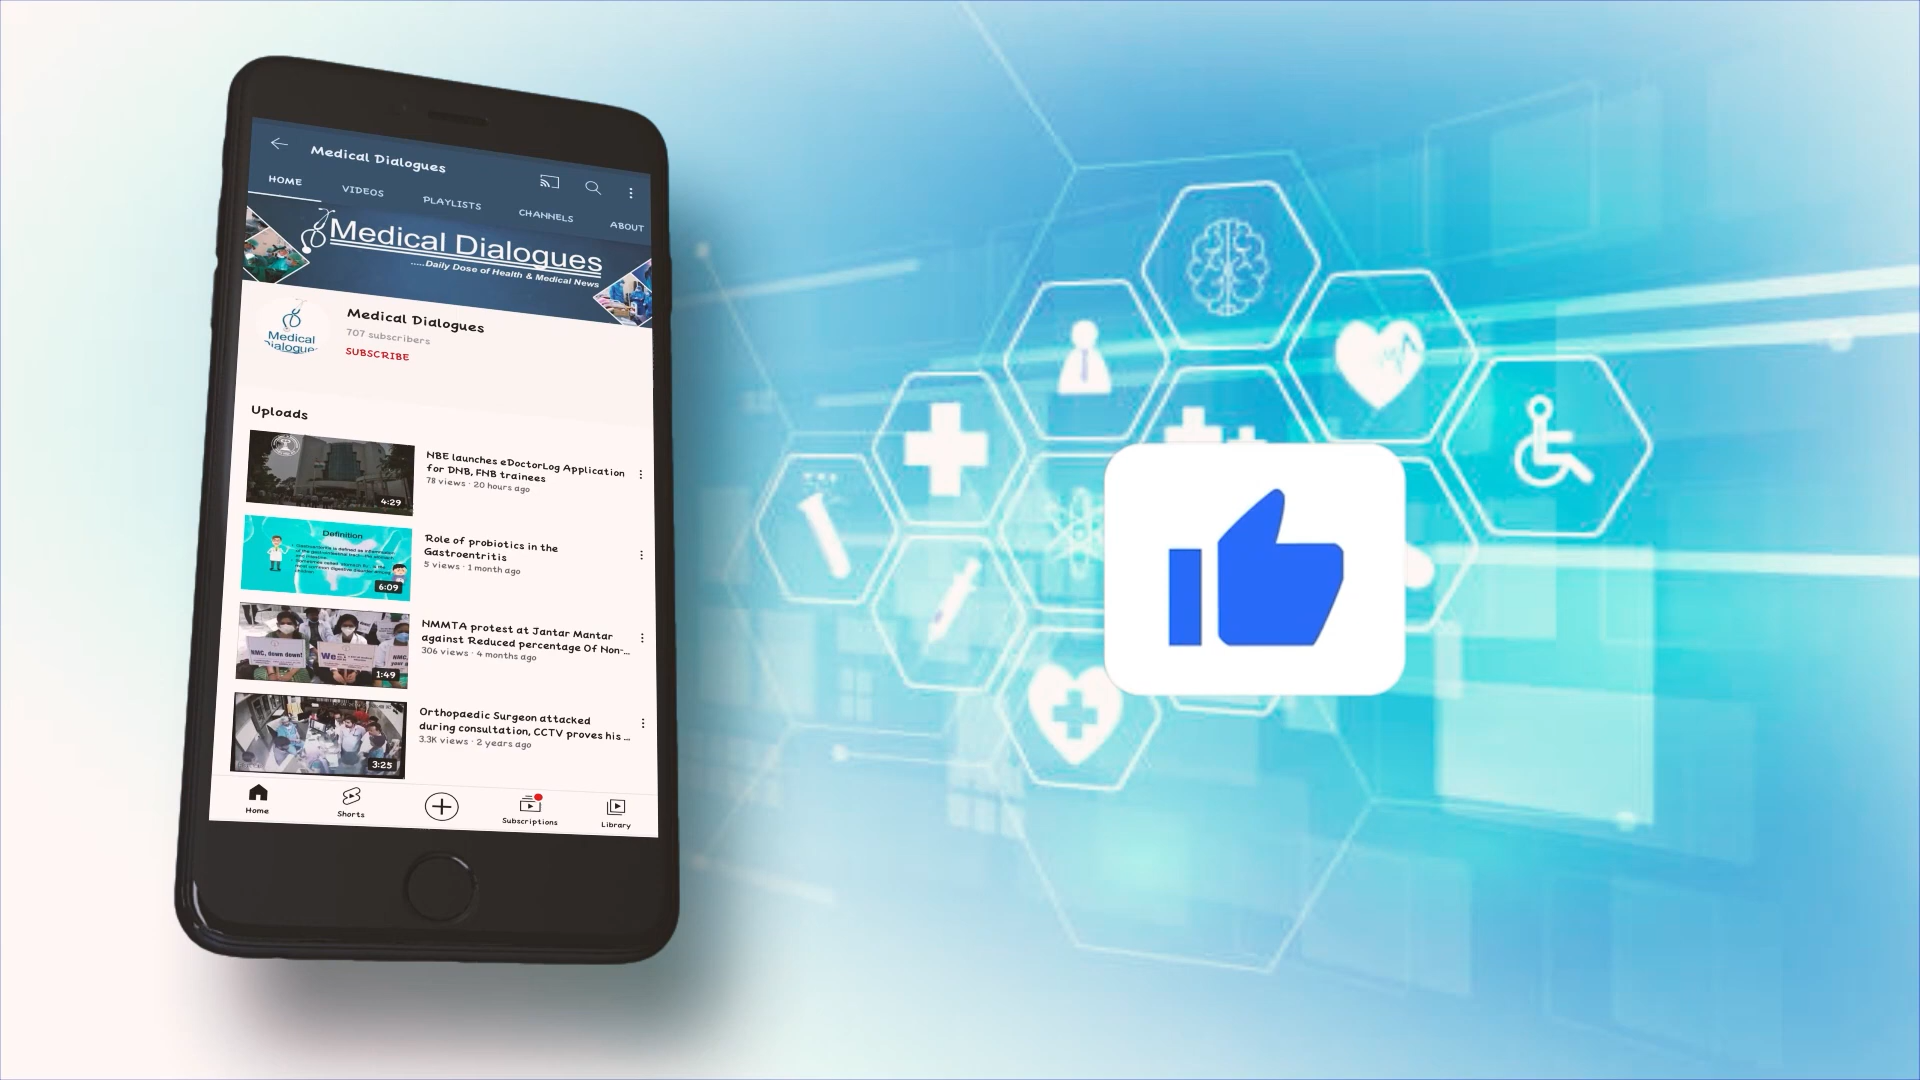 Medical Dialogues
HOME VIDEOS PLAYLISTS CHANNELS ABOUT
Medical Dialogues
.....Daily Dose of Health & Medical News
Medical
Medical Dialogues
707 subscribers
SUBSCRIBE
Uploads
NBE launches eDoctorLog Application
for DNB, FNB trainees
78 views · 20 hours ago
4:29
Definition
Role of probiotics in the
Gastroentritis
5 views · 1 month ago
6:09
NMMTA protest at Jantar Mantar
against Reduced percentage Of Non-...
306 views · 4 months ago
NMC, down down!
We
1:49
Orthopaedic Surgeon attacked
during consultation, CCTV proves his ...
3.3K views · 2 years ago
3:25
Home Shorts Subscriptions Library